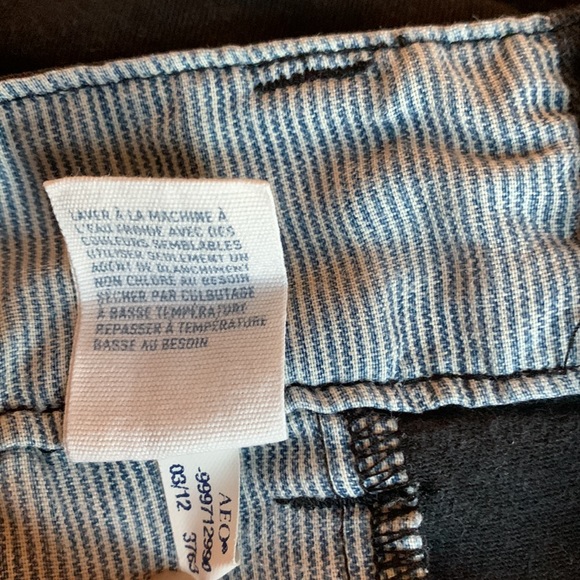 LAVER À LA MACHINE À
L'EAU FROIDE AVEC DES
COULEURS SEMBLABLES
UTILISER SEULEMENT UN
AGENT DE BLANCHIMENT
NON CHLORÉ AU BESOIN
SÉCHER PAR CULBUTAGE
À BASSE TEMPÉRATURE
REPASSER À TEMPÉRATURE
BASSE AU BESOIN
AEO
03/12